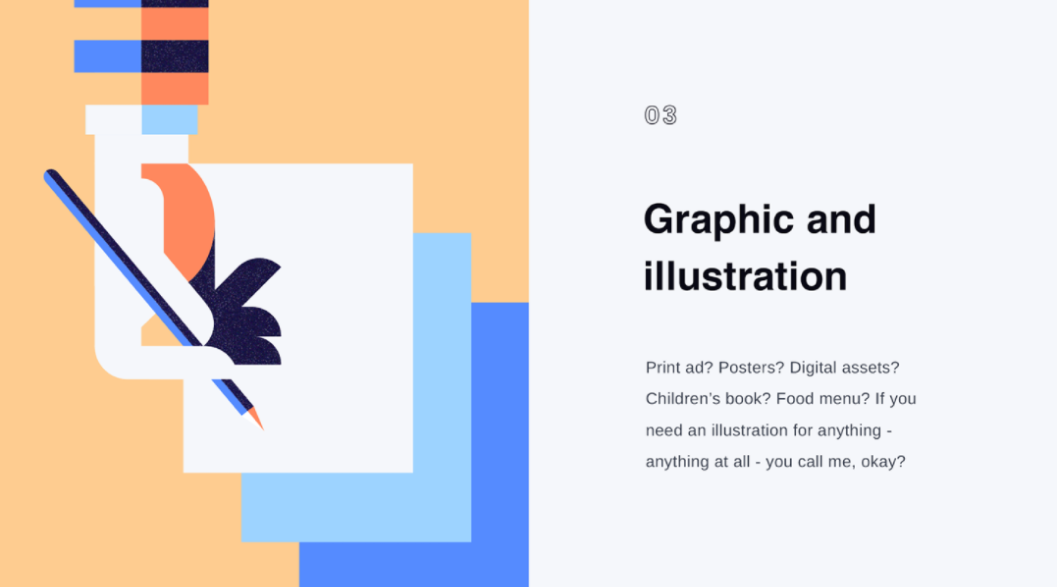 03
Graphic and
illustration
Print ad? Posters? Digital assets?
Children’s book? Food menu? If you
need an illustration for anything -
anything at all - you call me, okay?